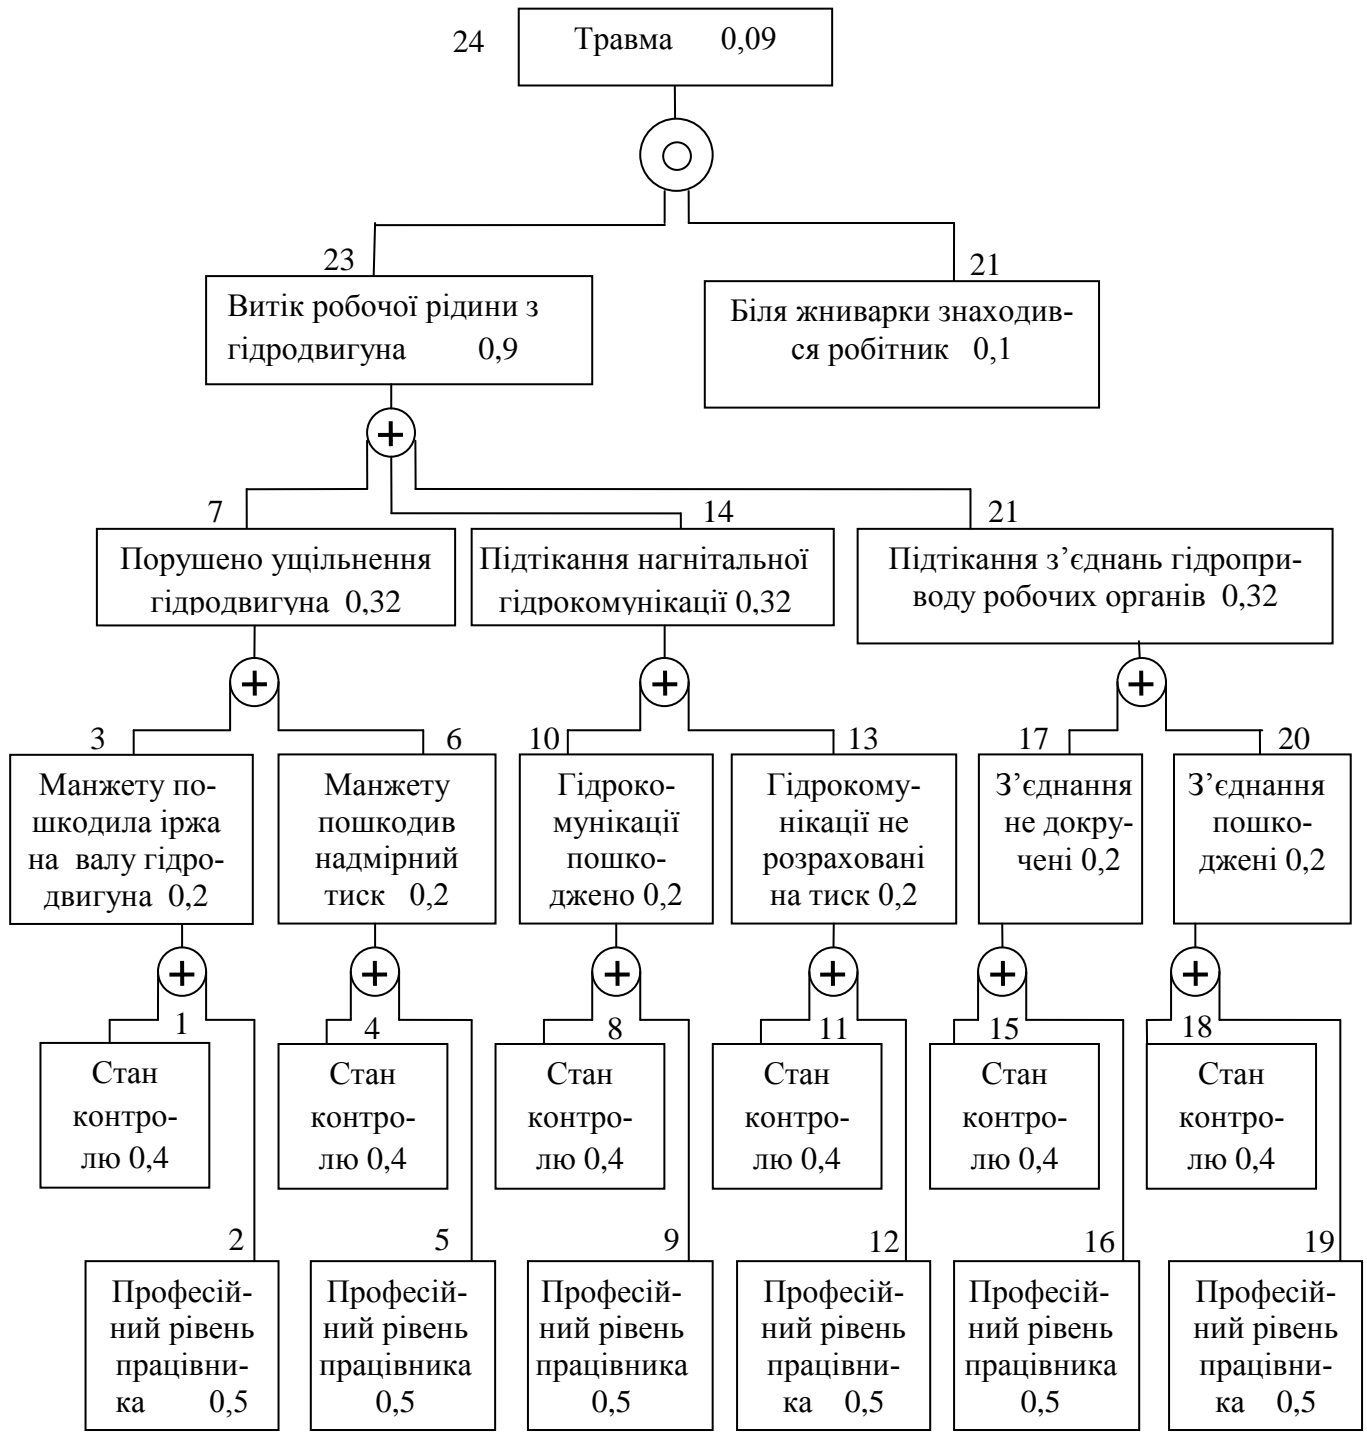 24
Травма 0,09
23
Витік робочої рідини з
гідродвигуна 0,9
21
Біля жниварки знаходив-
ся робітник 0,1
+
7
Порушено ущільнення
гідродвигуна 0,32
14
Підтікання нагнітальної
гідрокомунікації 0,32
21
Підтікання з’єднань гідропри-
воду робочих органів 0,32
+
+
+
3
Манжету по-
шкодила іржа
на валу гідро-
двигуна 0,2
6
Манжету
пошкодив
надмірний
тиск 0,2
10
Гідроко-
мунікації
пошко-
джено 0,2
13
Гідрокому-
нікації не
розраховані
на тиск 0,2
17
З’єднання
не докру-
чені 0,2
20
З’єднання
пошко-
джені 0,2
+
+
+
+
+
+
1
Стан
контро-
лю 0,4
4
Стан
контро-
лю 0,4
8
Стан
контро-
лю 0,4
11
Стан
контро-
лю 0,4
15
Стан
контро-
лю 0,4
18
Стан
контро-
лю 0,4
2
Професій-
ний рівень
працівни-
ка 0,5
5
Професій-
ний рівень
працівника
0,5
9
Професій-
ний рівень
працівника
0,5
12
Професій-
ний рівень
працівни-
ка 0,5
16
Професій-
ний рівень
працівника
0,5
19
Професій-
ний рівень
працівни-
ка 0,5